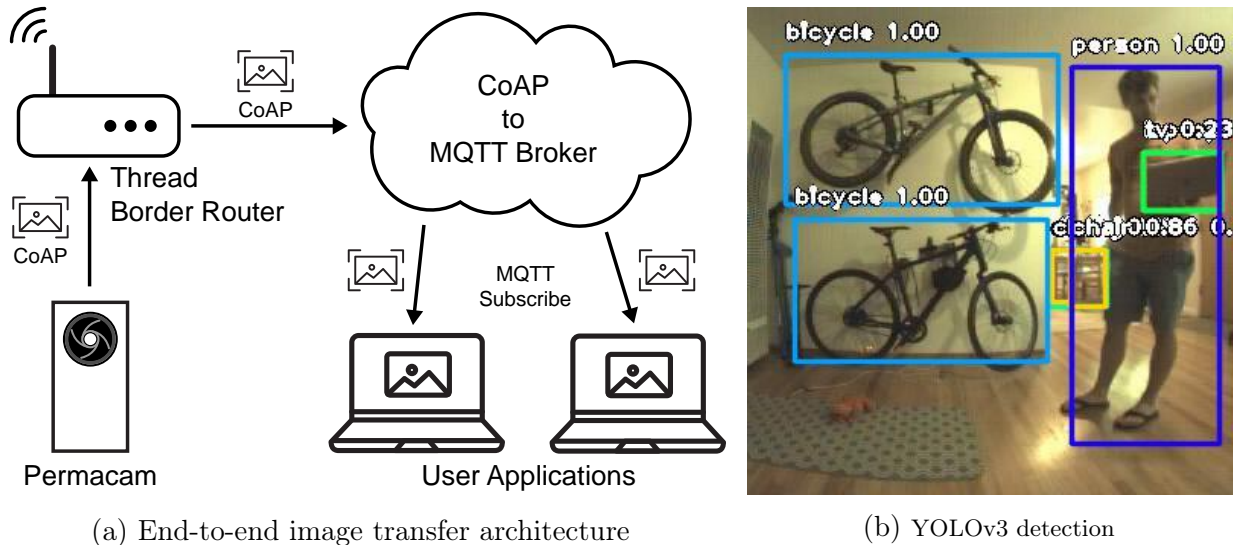 CoAP
CoAP
to
MQTT Broker
Thread
Border Router
CoAP
MQTT
Subscribe
Permacam
User Applications
(a) End-to-end image transfer architecture
bicycle 1.00
person 1.00
bicycle 1.00
(b) YOLOv3 detection